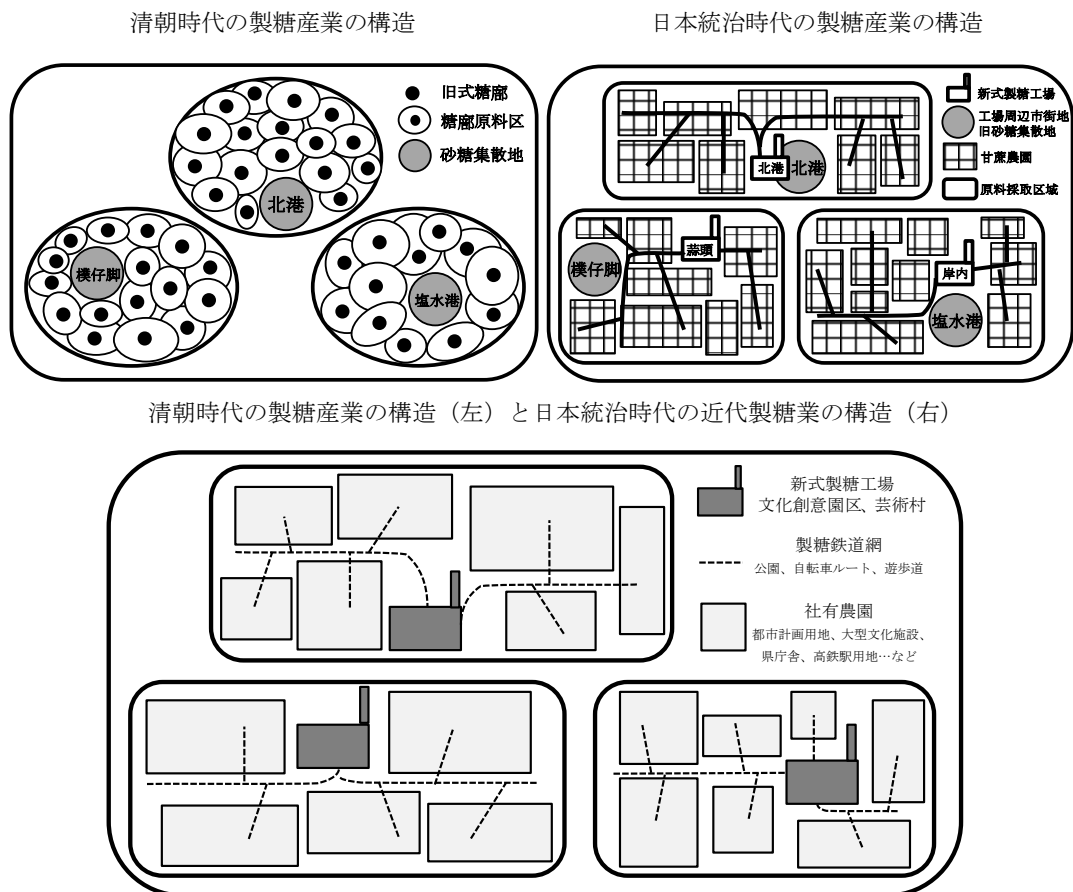 清朝時代の製糖産業の構造
日本統治時代の製糖産業の構造
旧式糖廍
糖廍原料区
砂糖集散地
北港
樸仔脚
塩水港
新式製糖工場
工場周辺市街地
旧砂糖集散地
甘蔗農園
原料採取区域
北港
北港
樸仔脚
蒜頭
岸内
塩水港
清朝時代の製糖産業の構造（左）と日本統治時代の近代製糖業の構造（右）
新式製糖工場
文化創意園区、芸術村
製糖鉄道網
公園、自転車ルート、遊歩道
社有農園
都市計画用地、大型文化施設、
県庁舎、高鉄駅用地…など